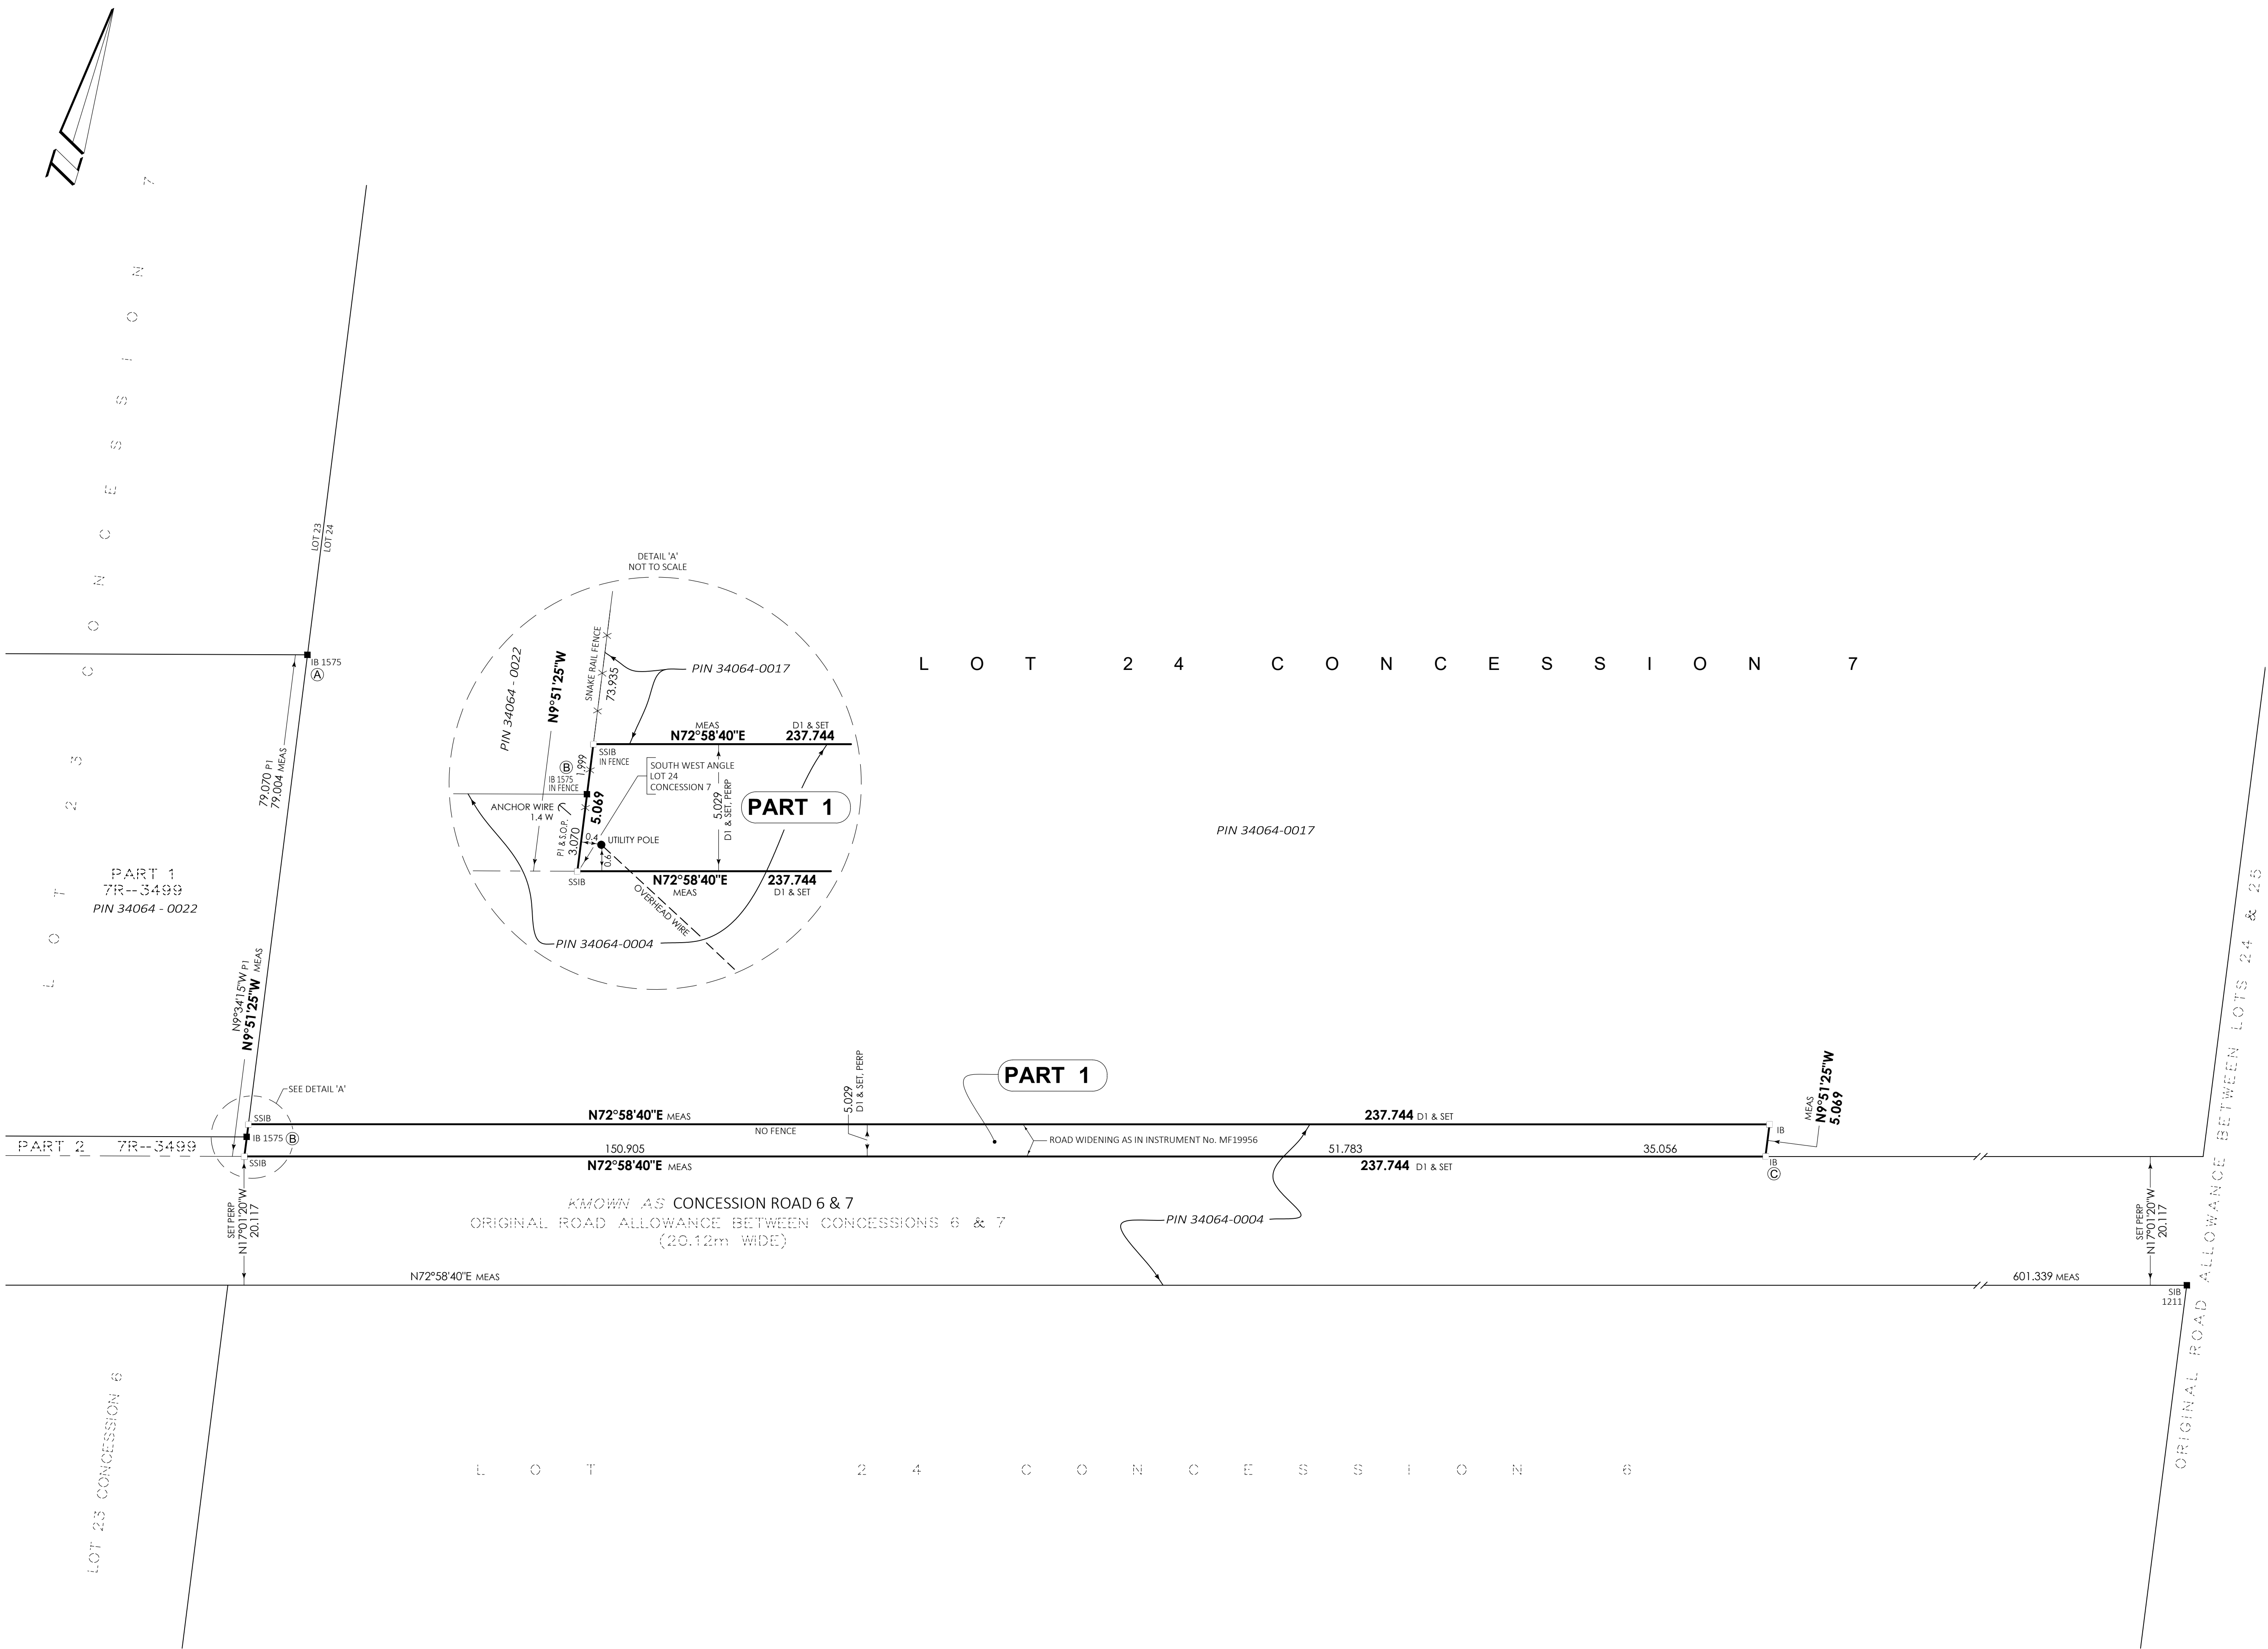 LOT 23 CONCESSION 7
LOT 23
LOT 24
IB 1575
A
79.070 P1
79.004 MEAS
PART 1
7R--3499
PIN 34064 - 0022
N9°34'15"W P1
N9°51'25"W MEAS
DETAIL 'A'
NOT TO SCALE
PIN 34064 - 0022
N9°51'25"W
SNAKE RAIL FENCE
73.935
PIN 34064-0017
MEAS
N72°58'40"E
D1 & SET
237.744
SSIB
IN FENCE
1.999
B
IB 1575
IN FENCE
SOUTH WEST ANGLE
LOT 24
CONCESSION 7
5.029
D1 & SET, PERP
PART 1
ANCHOR WIRE
1.4 W
5.069
P1 & S.O.P.
3.070
0.4
UTILITY POLE
0.6
SSIB
N72°58'40"E
MEAS
237.744
D1 & SET
OVERHEAD WIRE
PIN 34064-0004
LOT 24 CONCESSION 7
PIN 34064-0017
ORIGINAL ROAD ALLOWANCE BETWEEN LOTS 24 & 25
SEE DETAIL 'A'
SSIB
IB 1575 B
SSIB
PART 2 7R--3499
N72°58'40"E MEAS
NO FENCE
5.029
D1 & SET, PERP
PART 1
237.744 D1 & SET
ROAD WIDENING AS IN INSTRUMENT No. MF19956
150.905
51.783
35.056
N72°58'40"E MEAS
237.744 D1 & SET
IB
IB
C
MEAS
N9°51'25"W
5.069
SET PERP
N17°01'20"W
20.117
KMOWN AS CONCESSION ROAD 6 & 7
ORIGINAL ROAD ALLOWANCE BETWEEN CONCESSIONS 6 & 7
(20.12m WIDE)
PIN 34064-0004
SET PERP
N17°01'20"W
20.117
N72°58'40"E MEAS
601.339 MEAS
SIB
1211
LOT 23 CONCESSION 6
LOT 24 CONCESSION 6